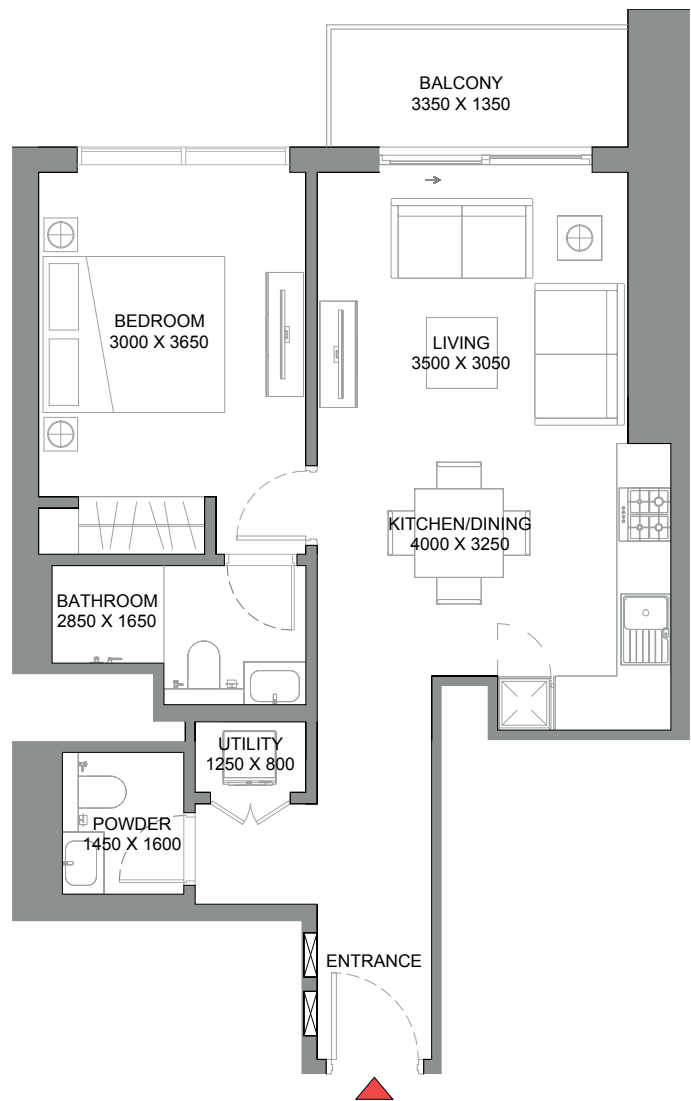 BALCONY
3350 X 1350
BEDROOM
3000 X 3650
LIVING
3500 X 3050
KITCHEN/DINING
4000 X 3250
BATHROOM
2850 X 1650
UTILITY
1250 X 800
POWDER
1450 X 1600
ENTRANCE